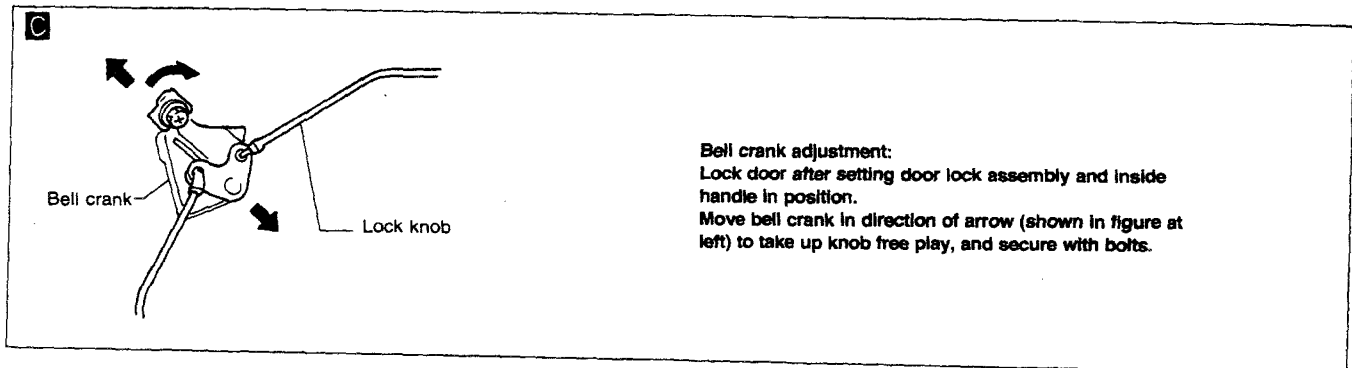 C
Bell crank
Lock knob
Bell crank adjustment:
Lock door after setting door lock assembly and inside
handle in position.
Move bell crank in direction of arrow (shown in figure at
left) to take up knob free play, and secure with bolts.